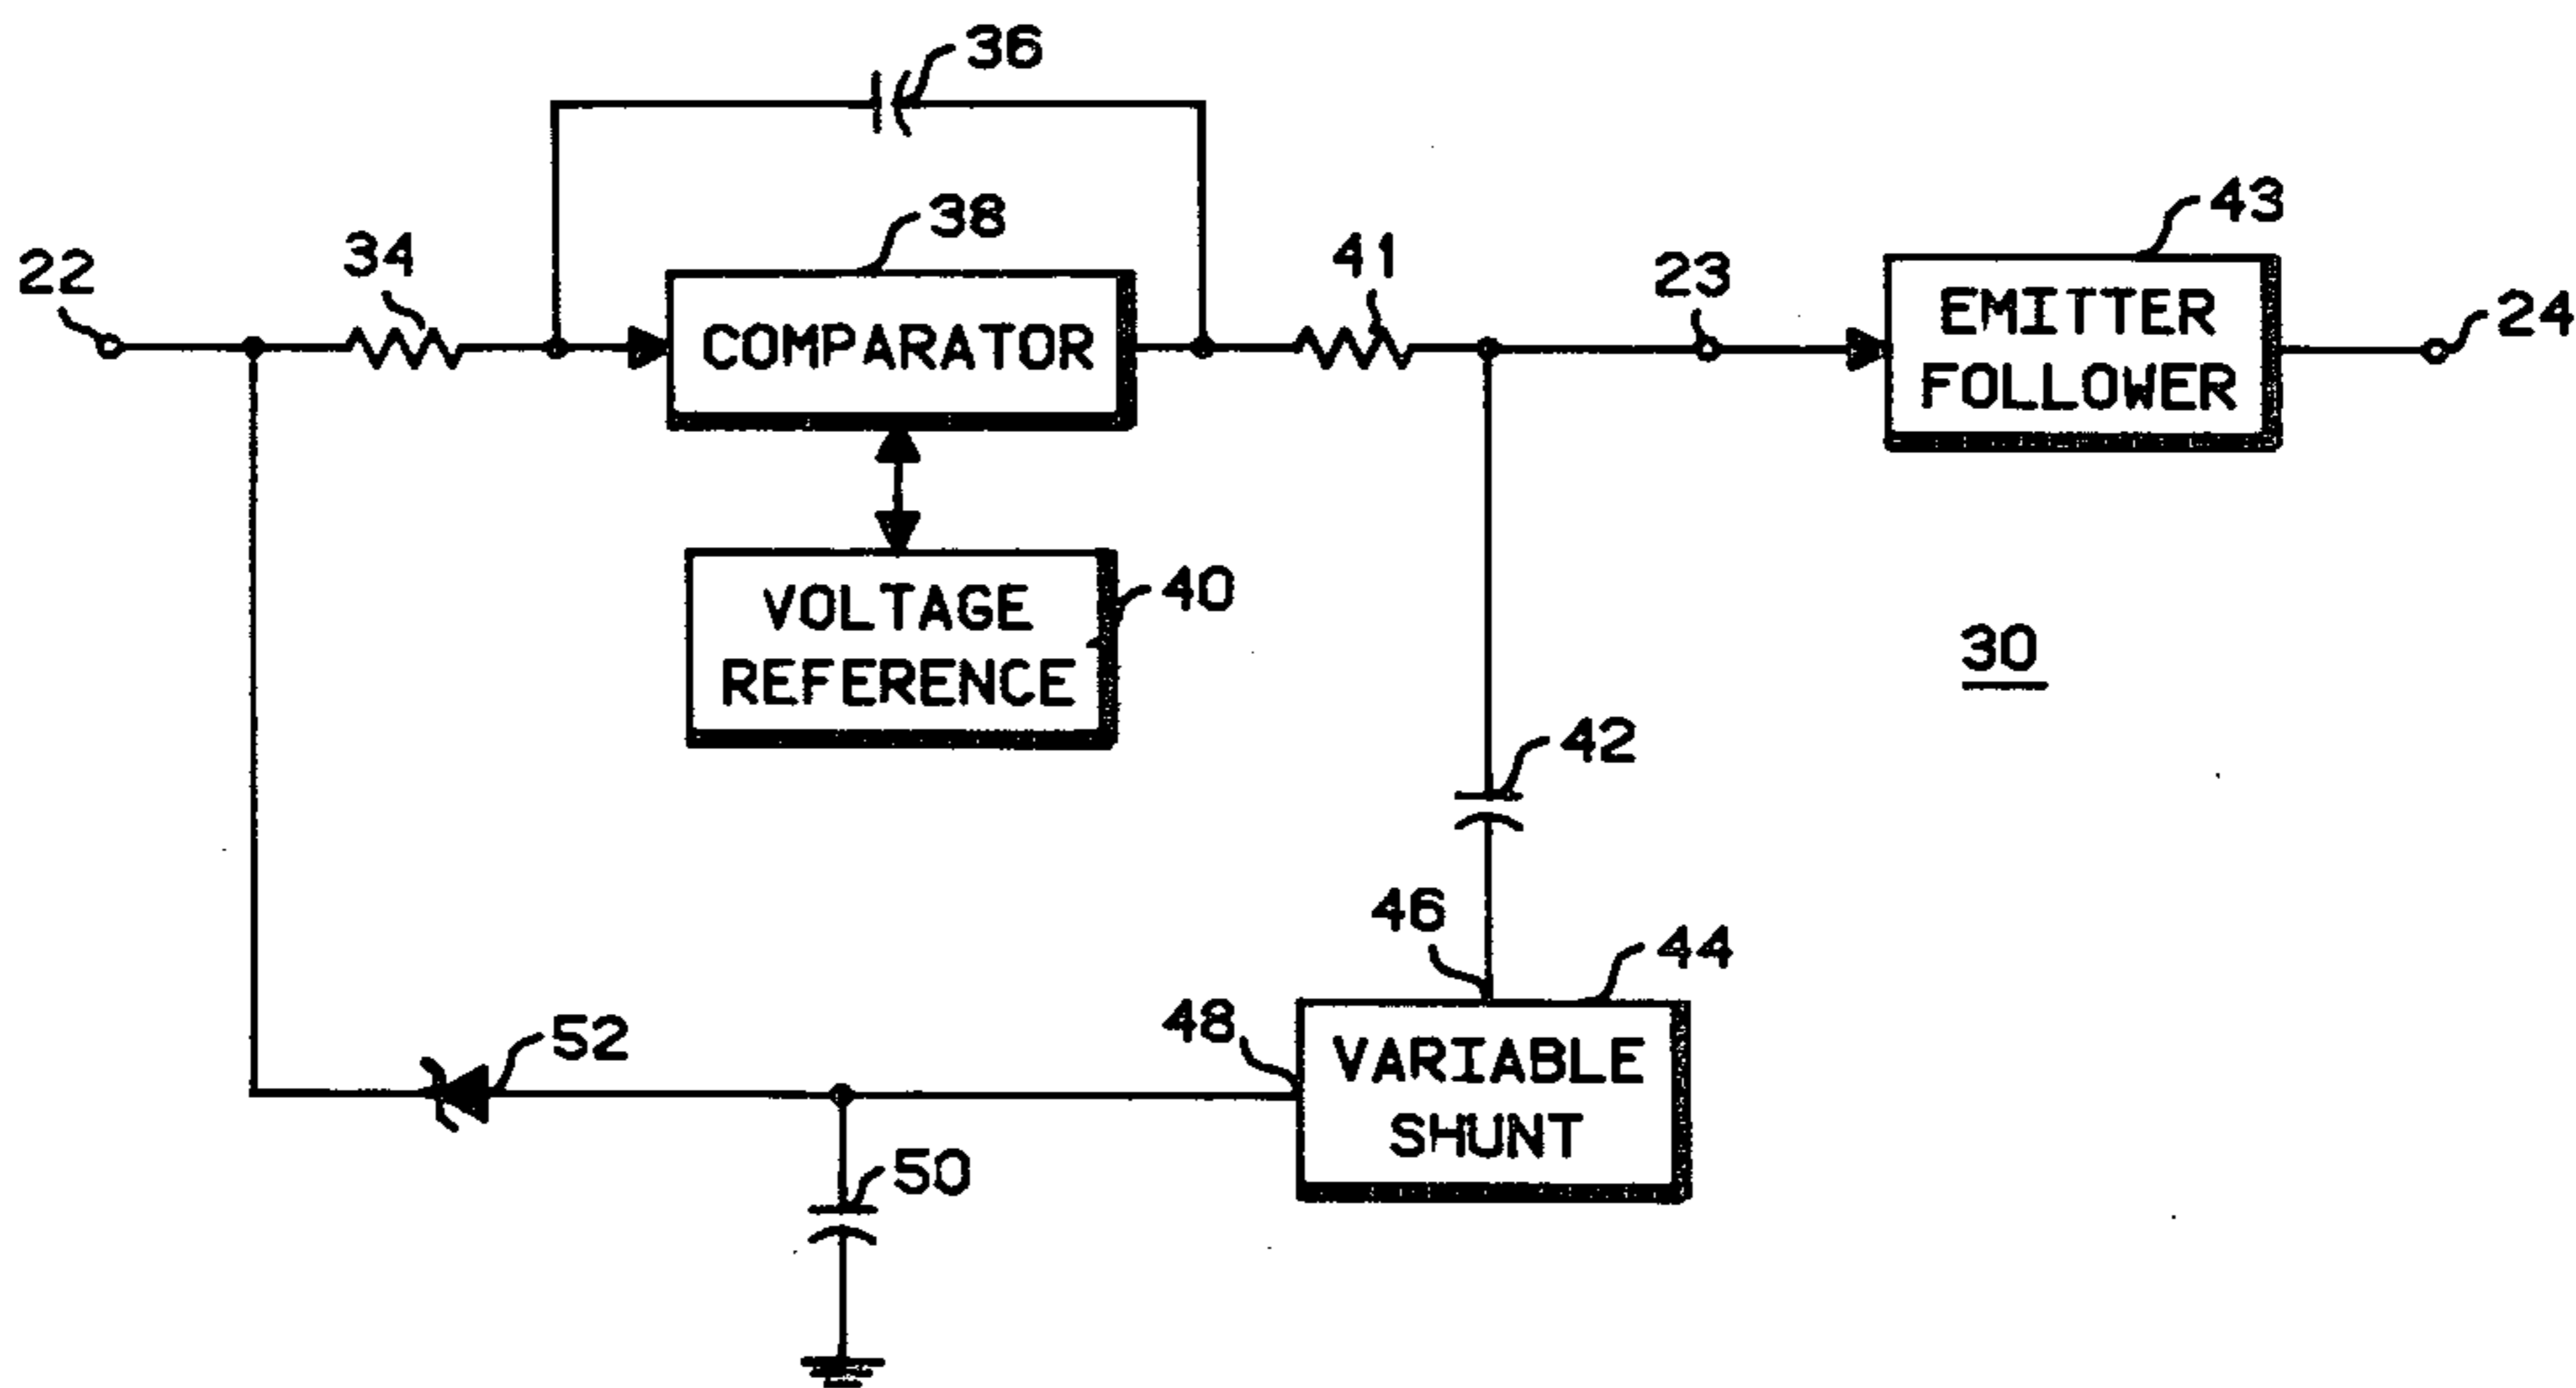 36
38
43
22
34
41
23
24
COMPARATOR
EMITTER
FOLLOWER
40
VOLTAGE
REFERENCE
30
42
46
44
48
52
VARIABLE
SHUNT
50